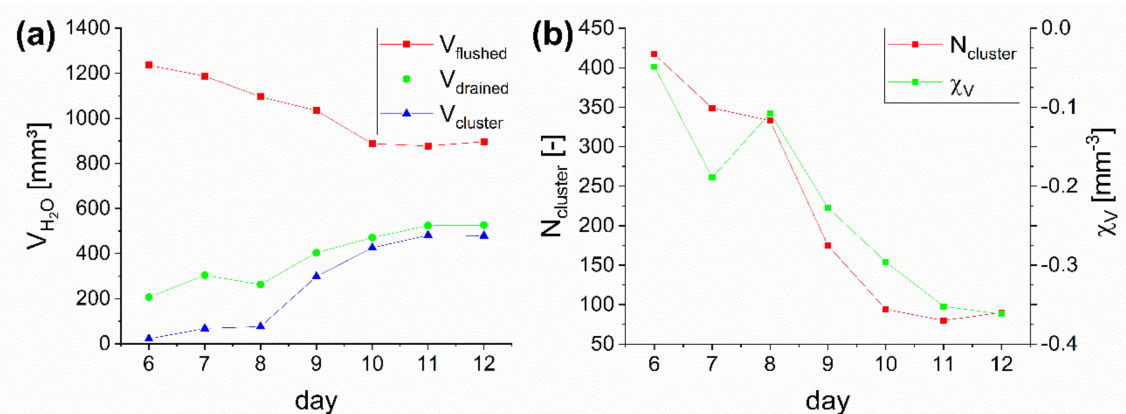 (a)
1400
1200
1000
800
600
400
200
0
V_H₂O [mm³]
V_flushed
V_drained
V_cluster
6 7 8 9 10 11 12
day
(b)
450
400
350
300
250
200
150
100
50
N_cluster [-]
N_cluster
χ_V
0.0
-0.1
-0.2
-0.3
-0.4
χ_V [mm⁻³]
6 7 8 9 10 11 12
day